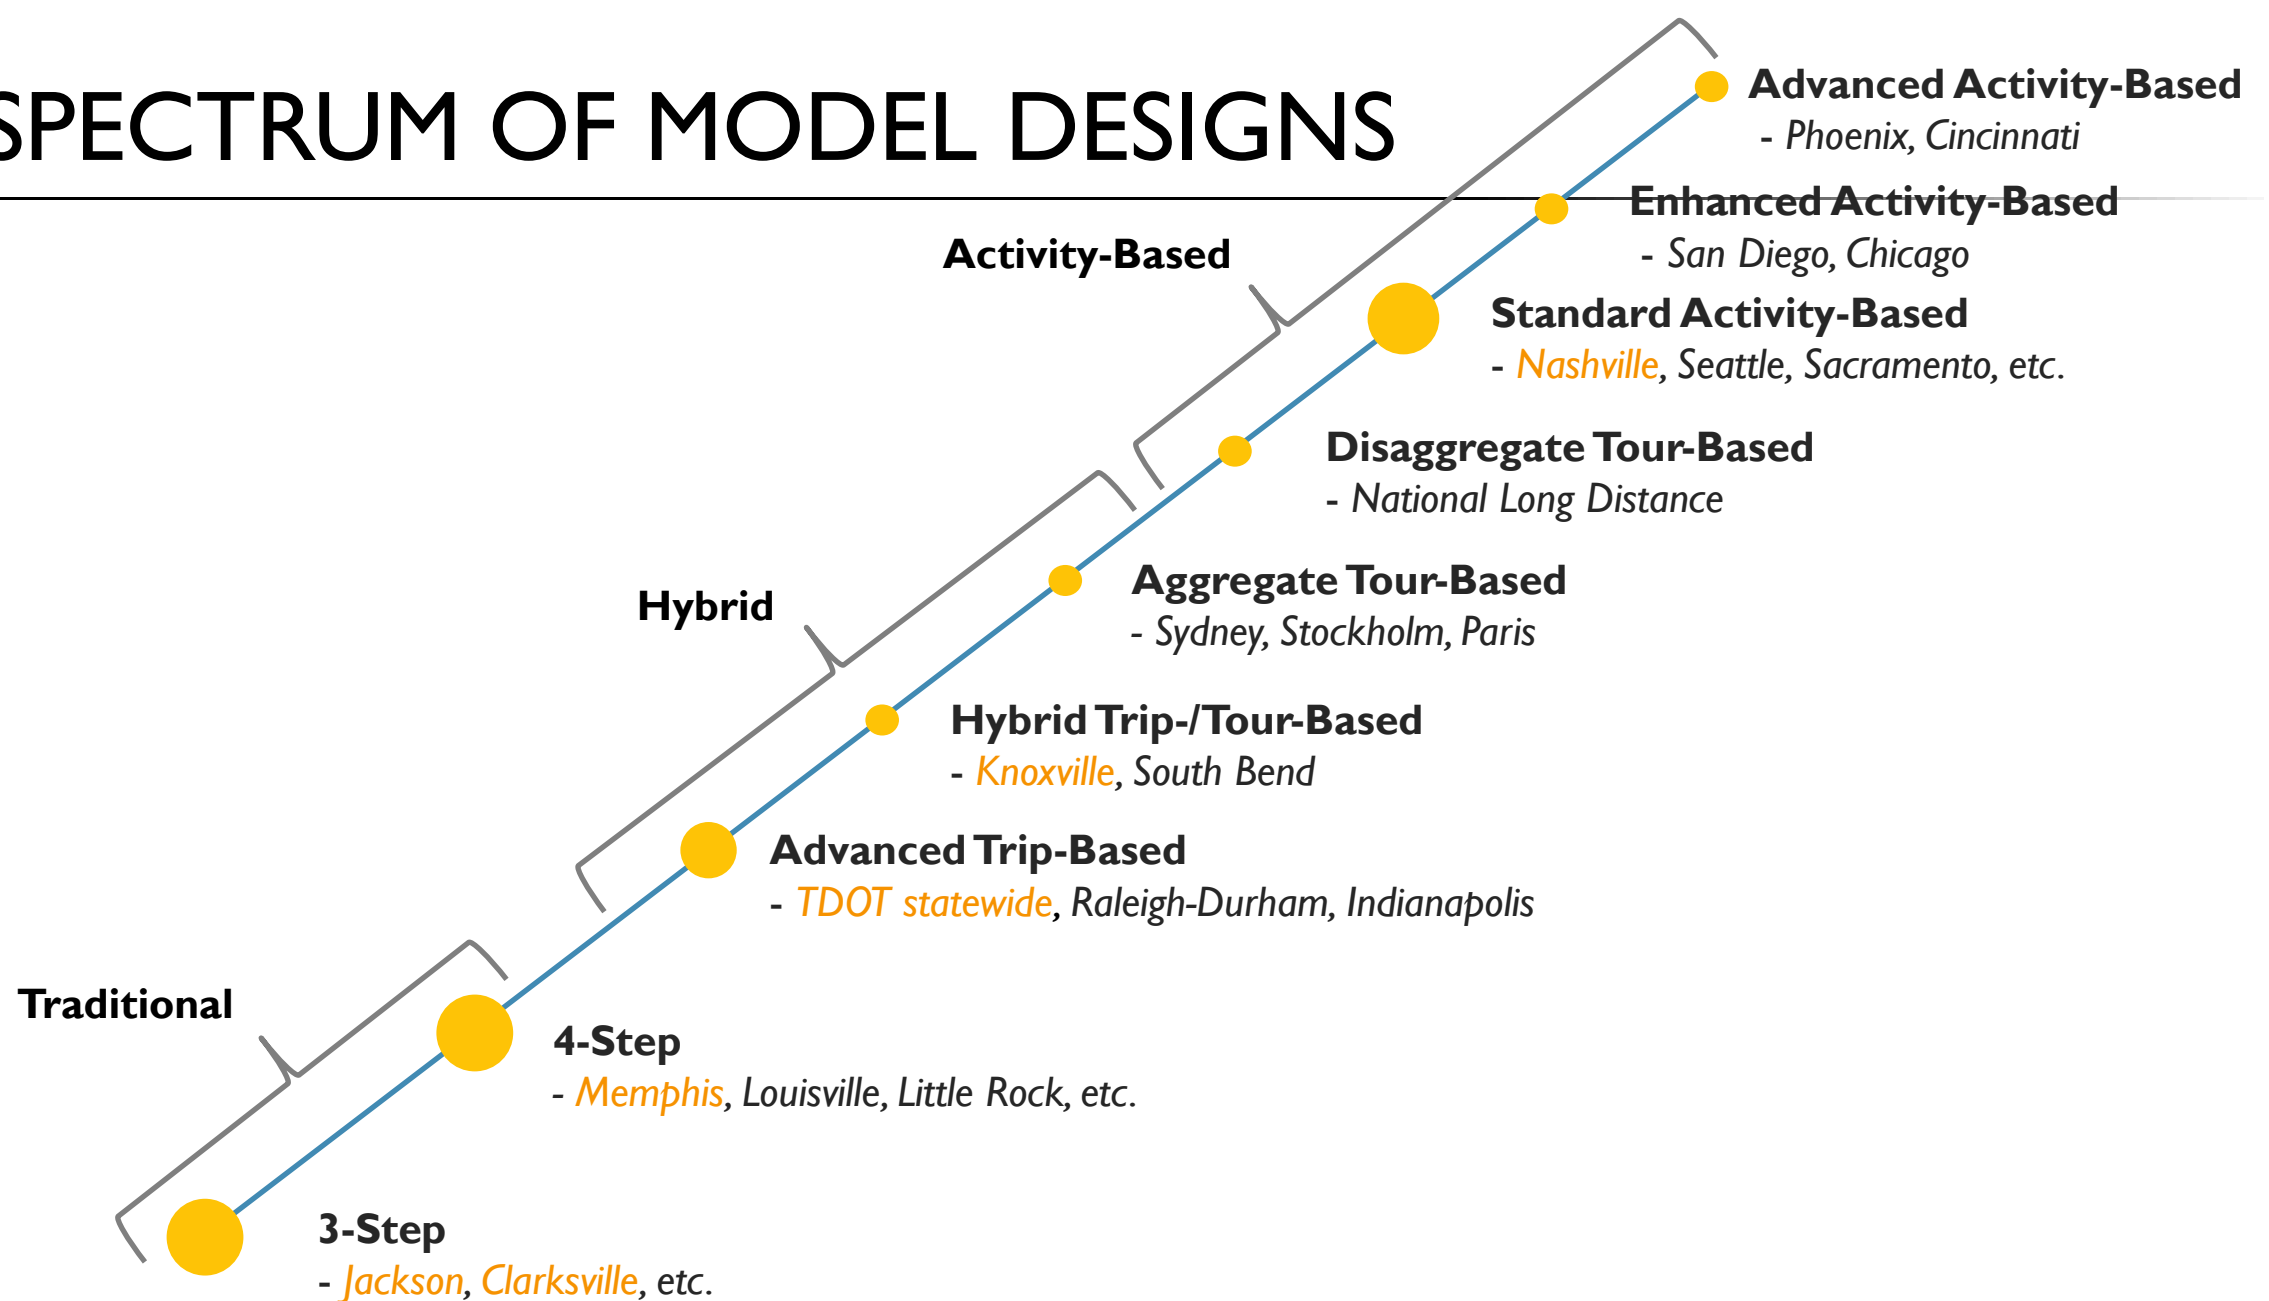 SPECTRUM OF MODEL DESIGNS
Advanced Activity-Based
- Phoenix, Cincinnati
Enhanced Activity-Based
- San Diego, Chicago
Activity-Based
Standard Activity-Based
- Nashville, Seattle, Sacramento, etc.
Disaggregate Tour-Based
- National Long Distance
Aggregate Tour-Based
- Sydney, Stockholm, Paris
Hybrid
Hybrid Trip-/Tour-Based
- Knoxville, South Bend
Advanced Trip-Based
- TDOT statewide, Raleigh-Durham, Indianapolis
Traditional
4-Step
- Memphis, Louisville, Little Rock, etc.
3-Step
- Jackson, Clarksville, etc.